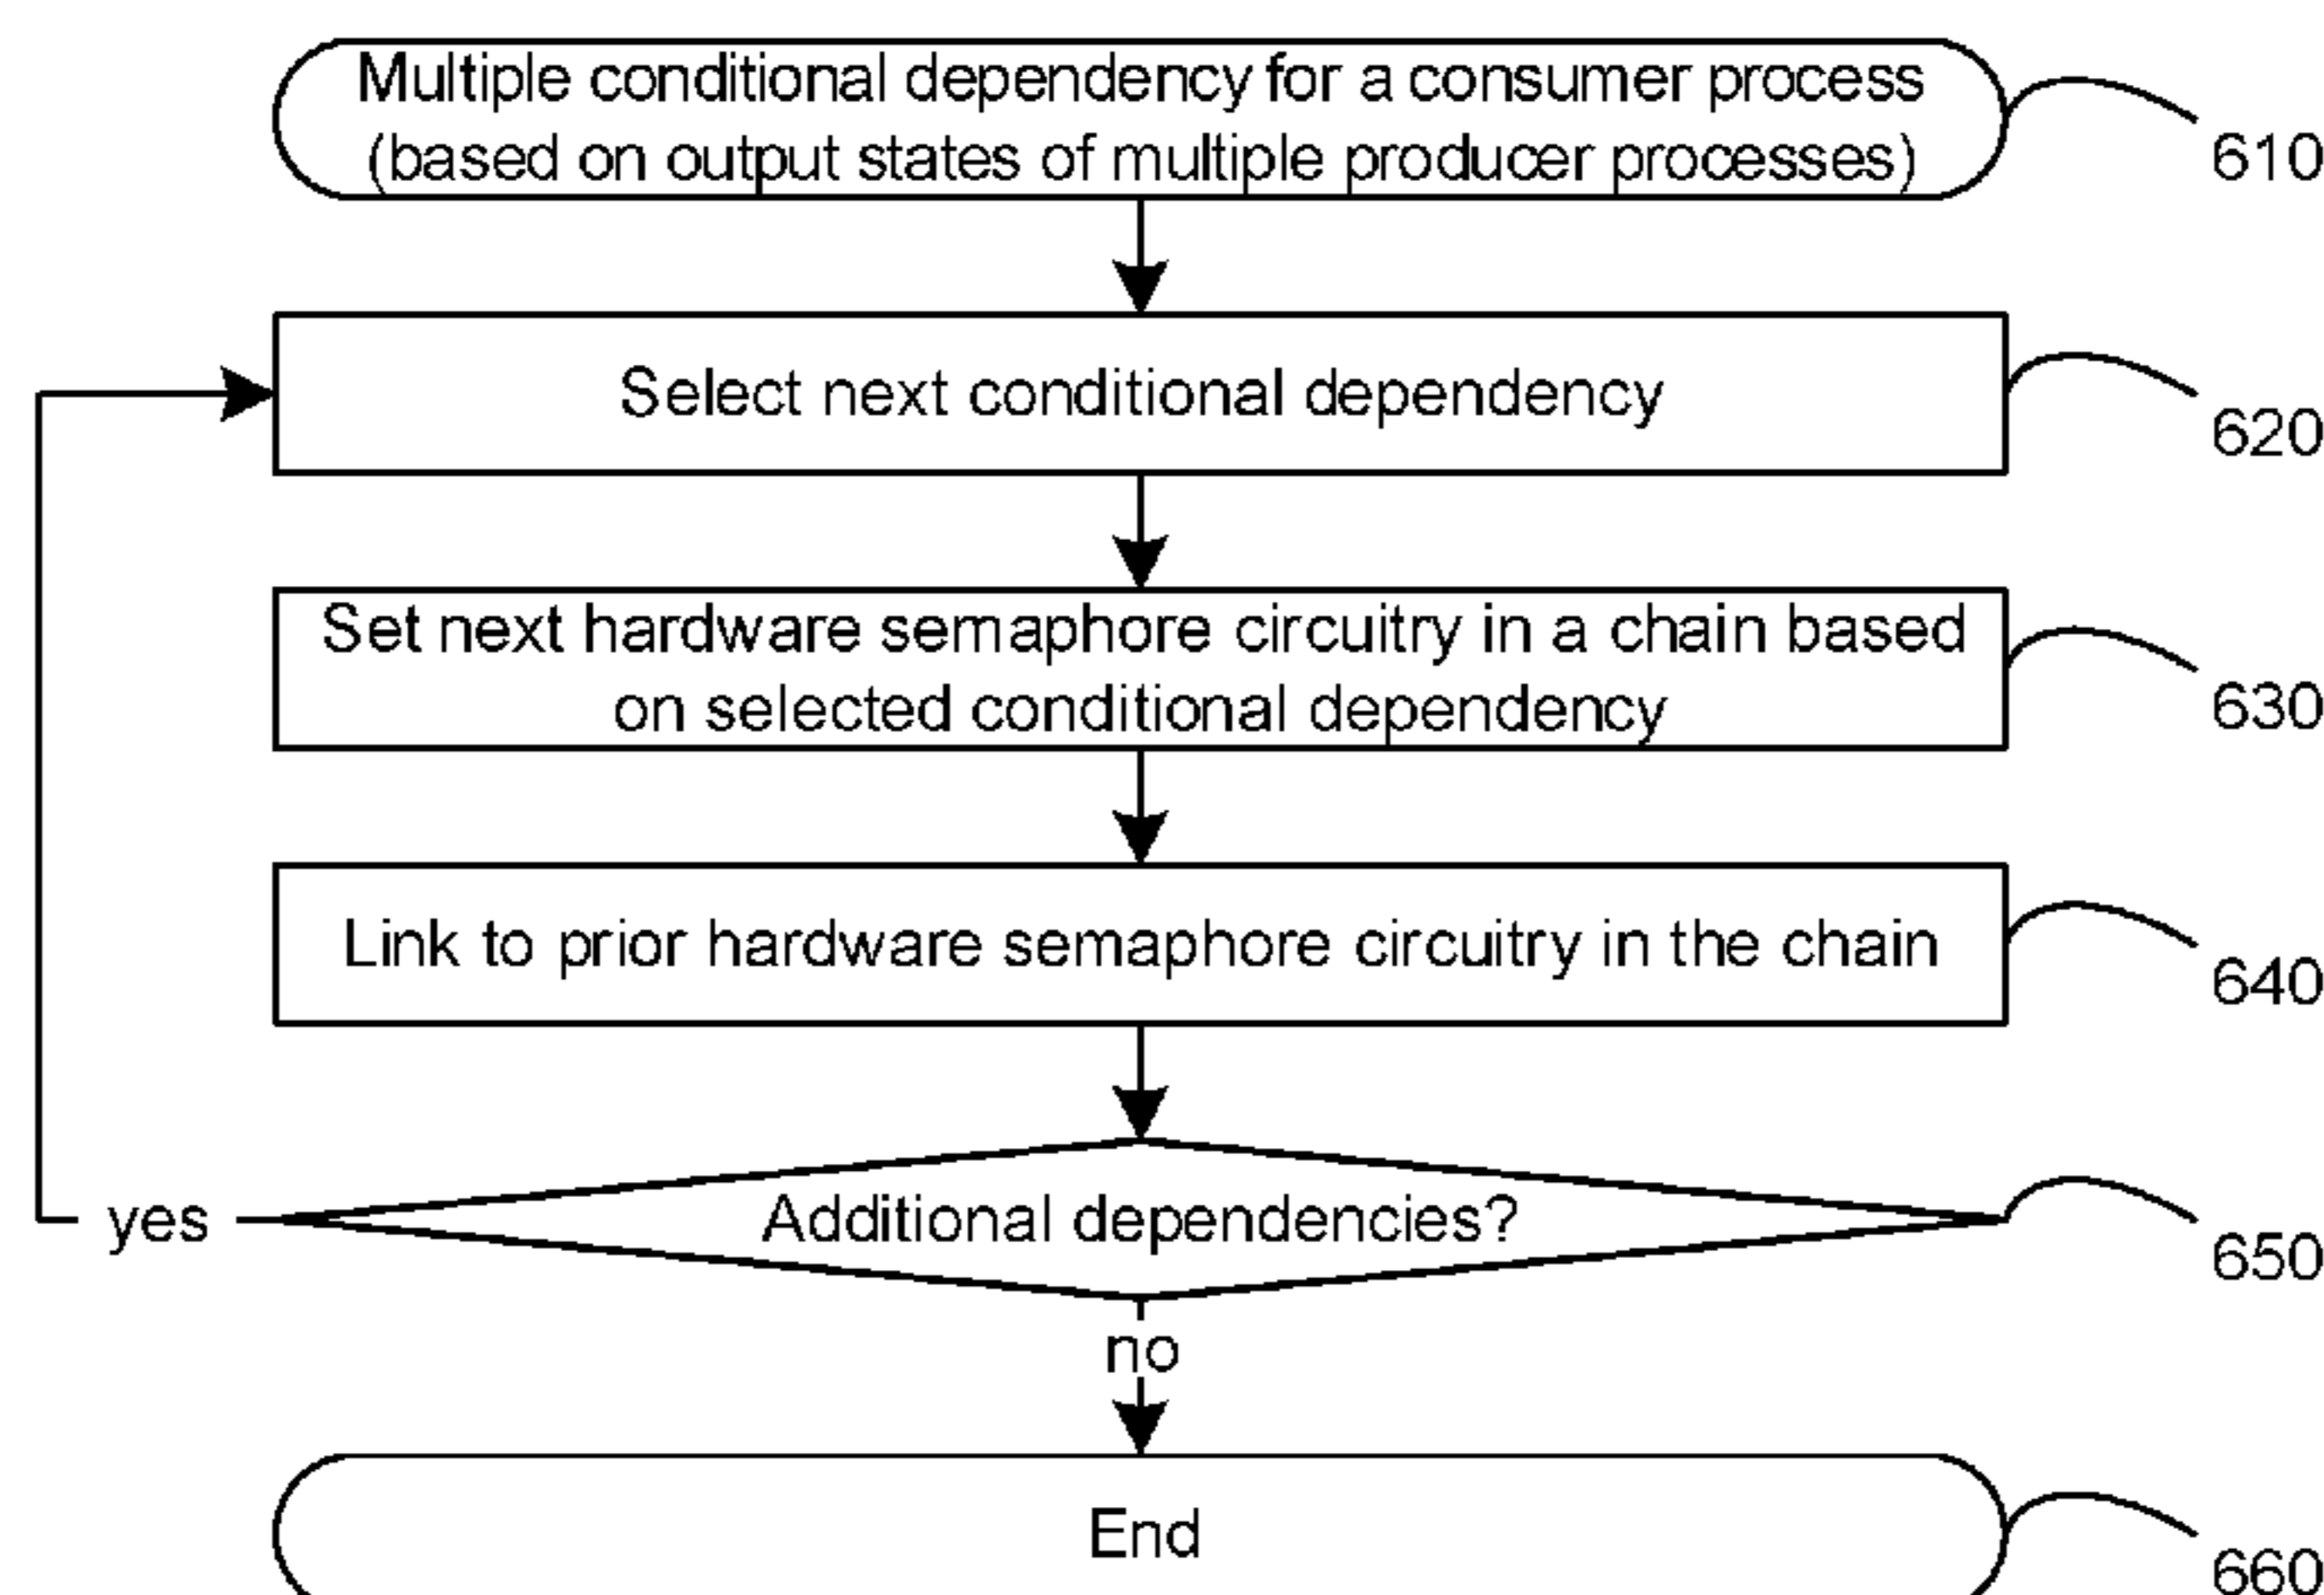 Multiple conditional dependency for a consumer process
(based on output states of multiple producer processes)
610
Select next conditional dependency
620
Set next hardware semaphore circuitry in a chain based
on selected conditional dependency
630
Link to prior hardware semaphore circuitry in the chain
640
Additional dependencies?
yes
650
no
End
660